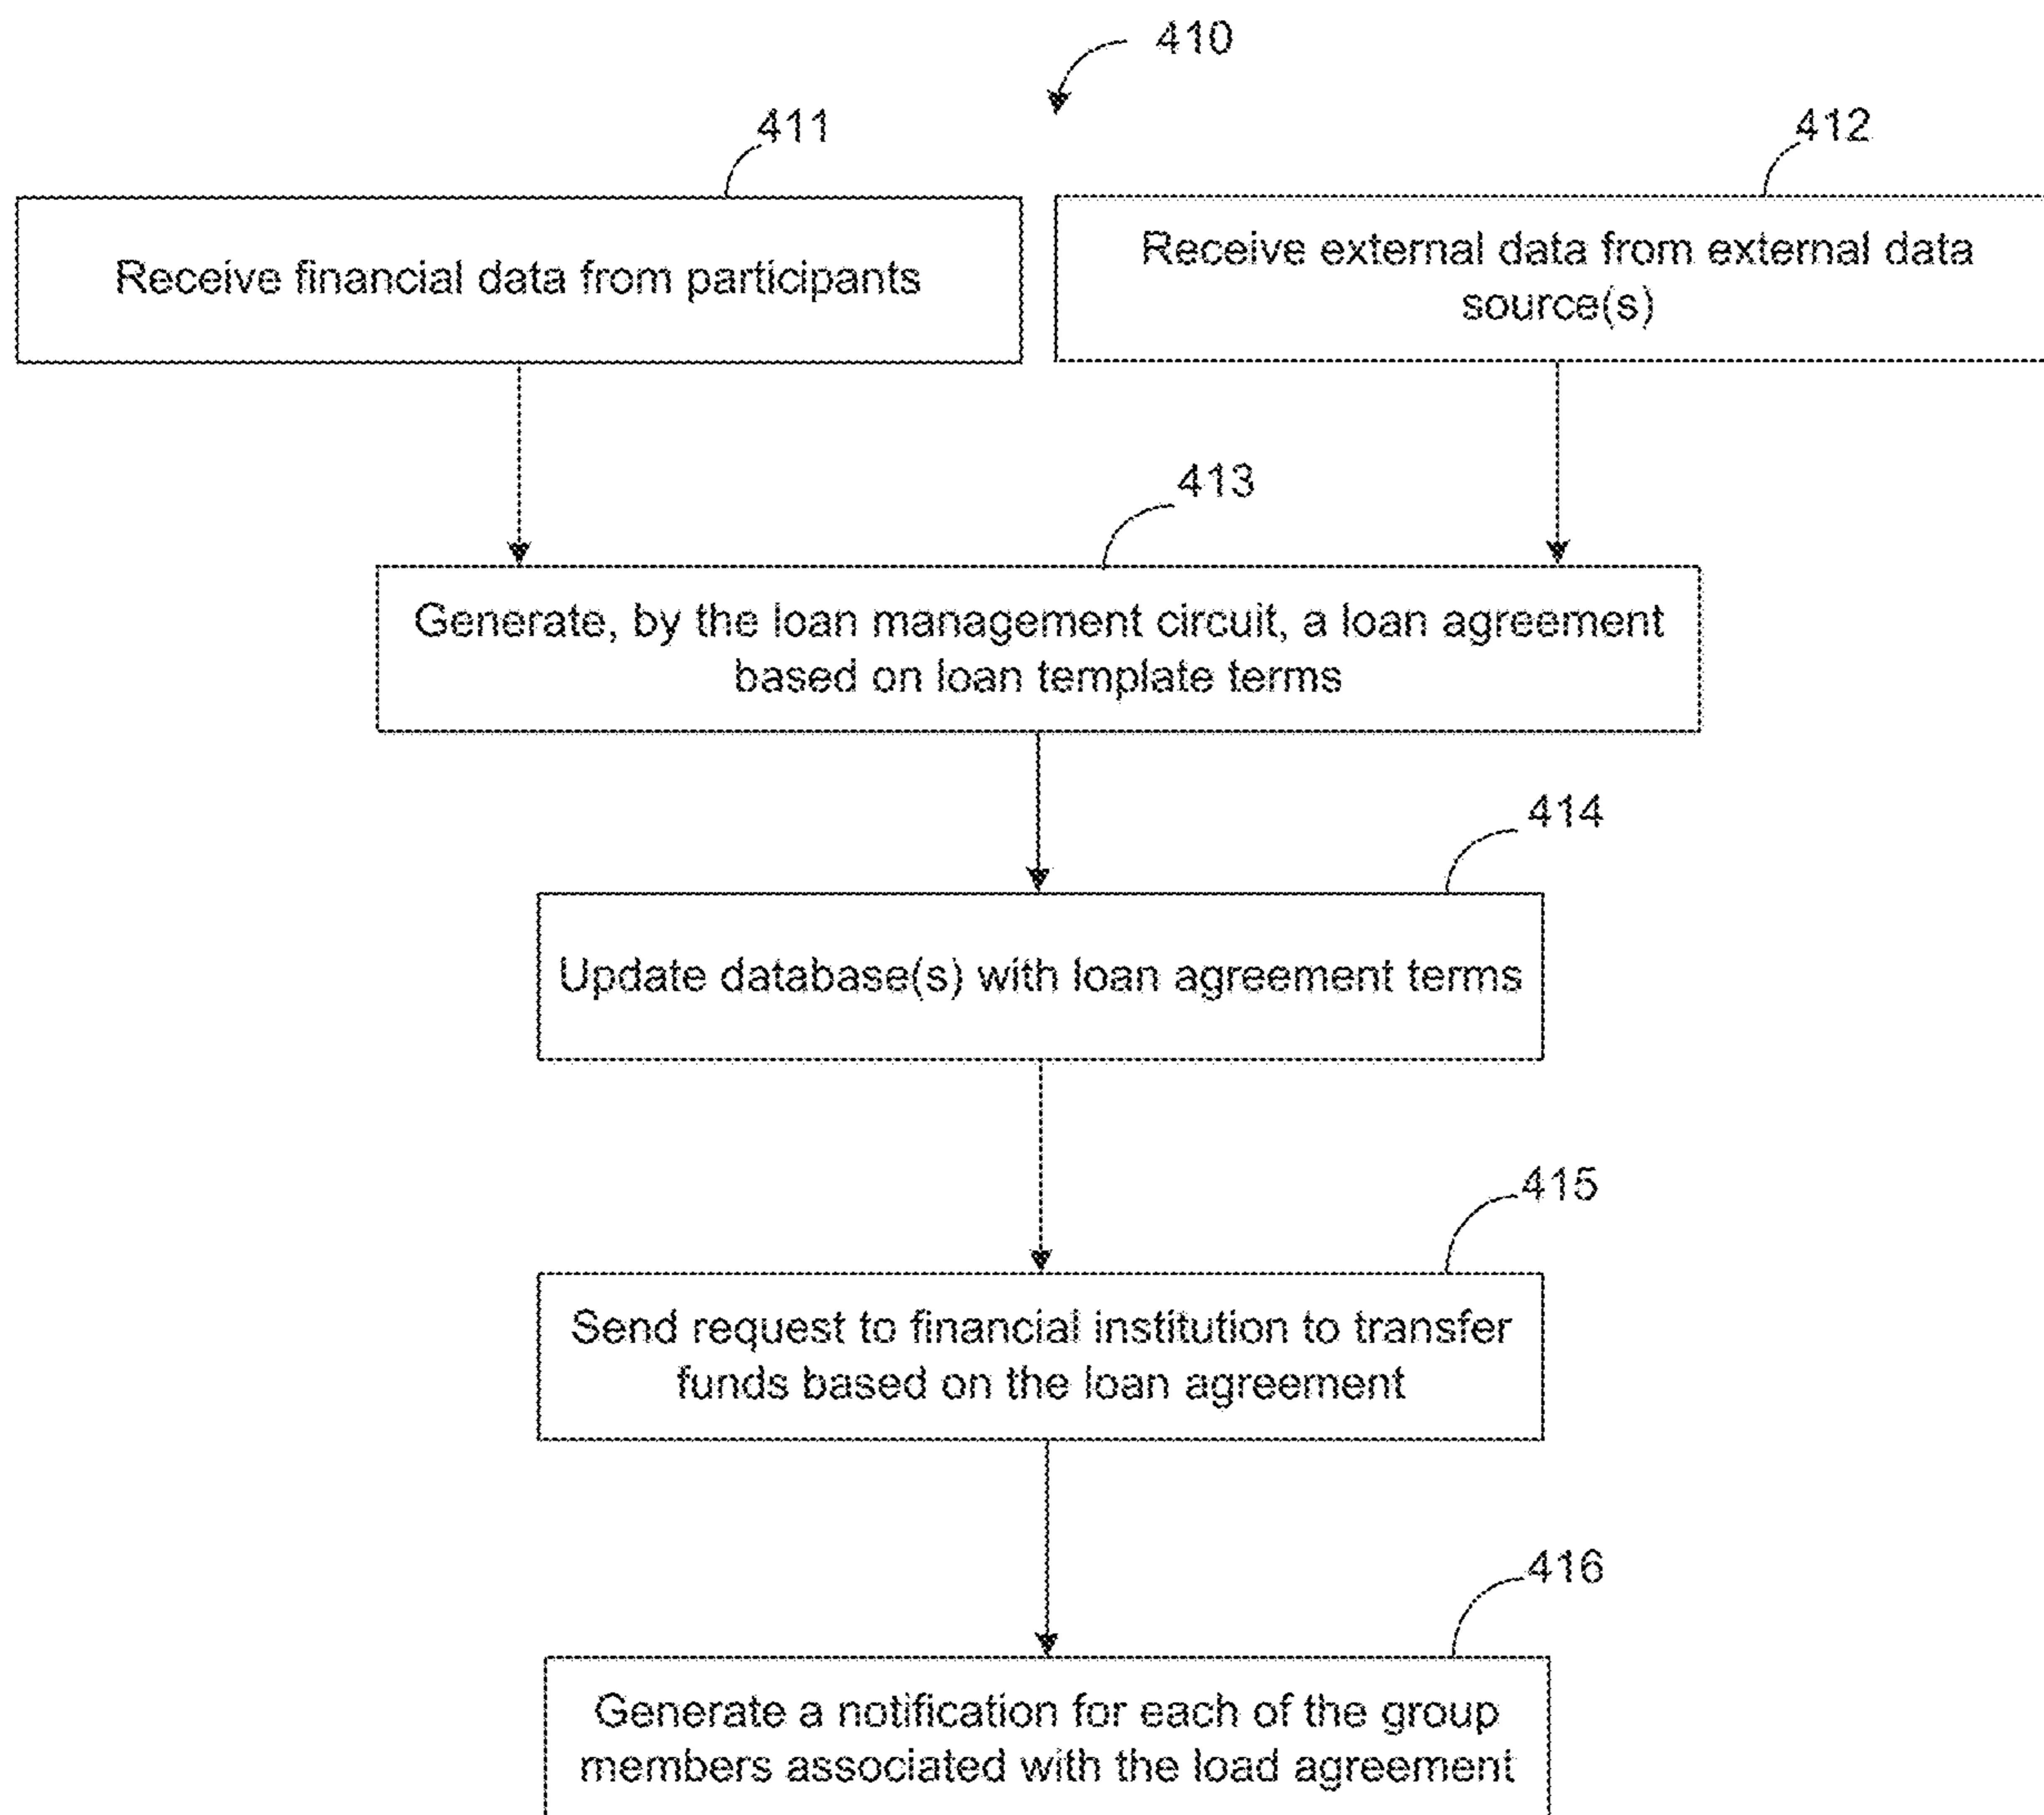 410
411
412
Receive financial data from participants
Receive external data from external data
source(s)
413
Generate, by the loan management circuit, a loan agreement
based on loan template terms
414
Update database(s) with loan agreement terms
415
Send request to financial institution to transfer
funds based on the loan agreement
416
Generate a notification for each of the group
members associated with the load agreement